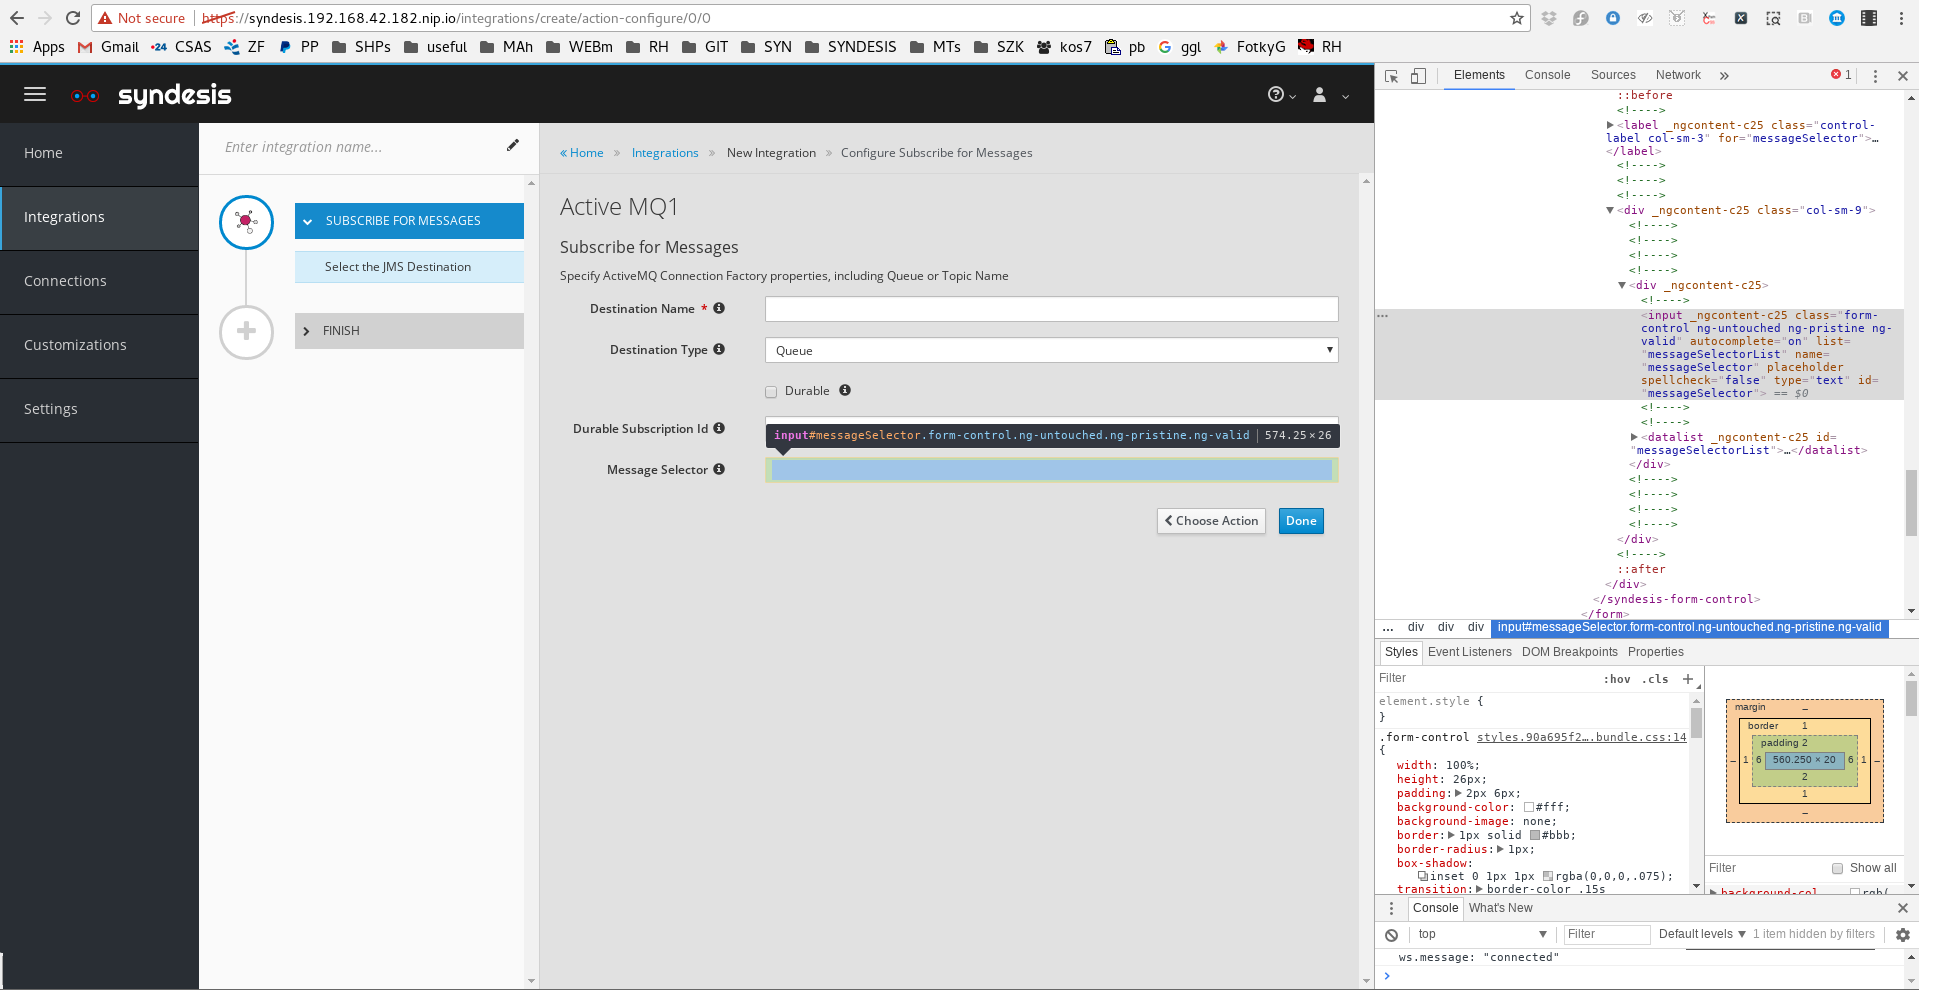 Not secure | https://syndesis.192.168.42.182.nip.io/integrations/create/action-configure/0/0
Apps Gmail CSAS ZF PP SHPs useful MAh WEBm RH GIT SYN SYNDESIS MTs SZK kos7 pb ggl FotkyG RH
syndesis
Home
Integrations
Connections
Customizations
Settings
Enter integration name...
SUBSCRIBE FOR MESSAGES
Select the JMS Destination
FINISH
« Home » Integrations » New Integration » Configure Subscribe for Messages
Active MQ1
Subscribe for Messages
Specify ActiveMQ Connection Factory properties, including Queue or Topic Name
Destination Name *
Destination Type
Queue
Durable
Durable Subscription Id
input#messageSelector.form-control.ng-untouched.ng-pristine.ng-valid | 574.25 × 26
Message Selector
Choose Action
Done
Elements Console Sources Network » 1
::before
<!---->
<label _ngcontent-c25 class="control-
label col-sm-3" for="messageSelector">…
</label>
<!---->
<!---->
<!---->
<div _ngcontent-c25 class="col-sm-9">
<!---->
<!---->
<!---->
<!---->
<div _ngcontent-c25>
<!---->
...
<input _ngcontent-c25 class="form-
control ng-untouched ng-pristine ng-
valid" autocomplete="on" list=
"messageSelectorList" name=
"messageSelector" placeholder
spellcheck="false" type="text" id=
"messageSelector"> == $0
<!---->
<!---->
<datalist _ngcontent-c25 id=
"messageSelectorList">…</datalist>
</div>
<!---->
<!---->
<!---->
<!---->
</div>
<!---->
::after
</div>
</syndesis-form-control>
</form>
... div div div input#messageSelector.form-control.ng-untouched.ng-pristine.ng-valid
Styles Event Listeners DOM Breakpoints Properties
Filter :hov .cls +
element.style {
}
.form-control styles.90a695f2….bundle.css:14
{
width: 100%;
height: 26px;
padding: 2px 6px;
background-color: #fff;
background-image: none;
border: 1px solid #bbb;
border-radius: 1px;
box-shadow:
inset 0 1px 1px rgba(0,0,0,.075);
transition: border-color .15s
margin –
border 1
padding 2
– 1 6 560.250 × 20 6 1 –
2
1
–
Filter Show all
background-col… rgb(
Console What's New
top Filter Default levels 1 item hidden by filters
ws.message: "connected"